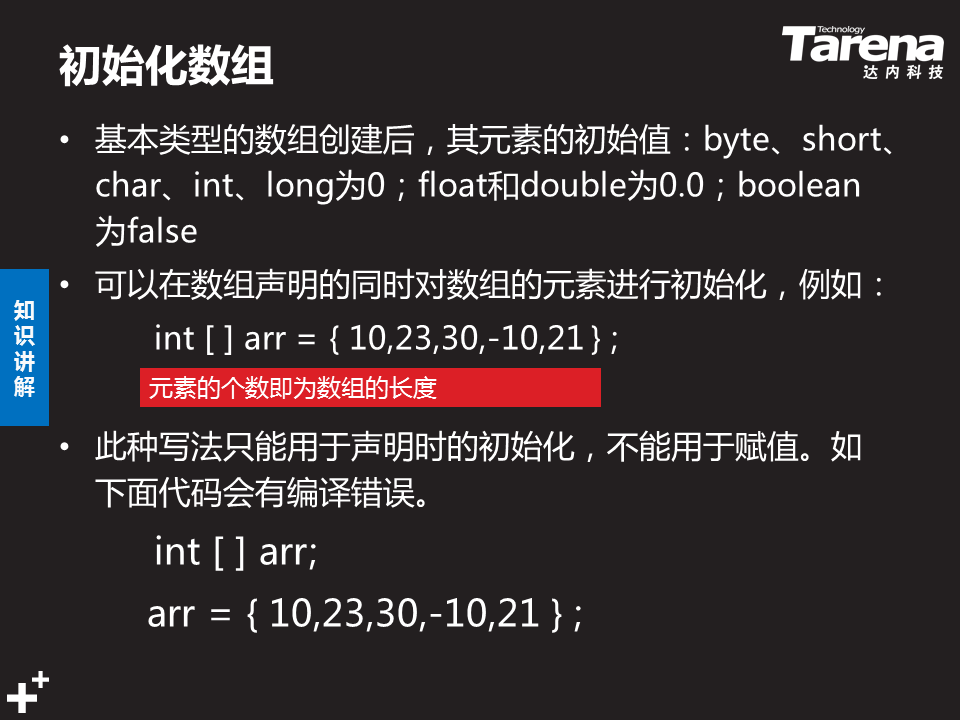 初始化数组
Technology
Tarena
达内科技
• 基本类型的数组创建后，其元素的初始值：byte、short、
char、int、long为0；float和double为0.0；boolean
为false
• 可以在数组声明的同时对数组的元素进行初始化，例如：
int [ ] arr = { 10,23,30,-10,21 } ;
元素的个数即为数组的长度
知识讲解
• 此种写法只能用于声明时的初始化，不能用于赋值。如
下面代码会有编译错误。
int [ ] arr;
arr = { 10,23,30,-10,21 } ;